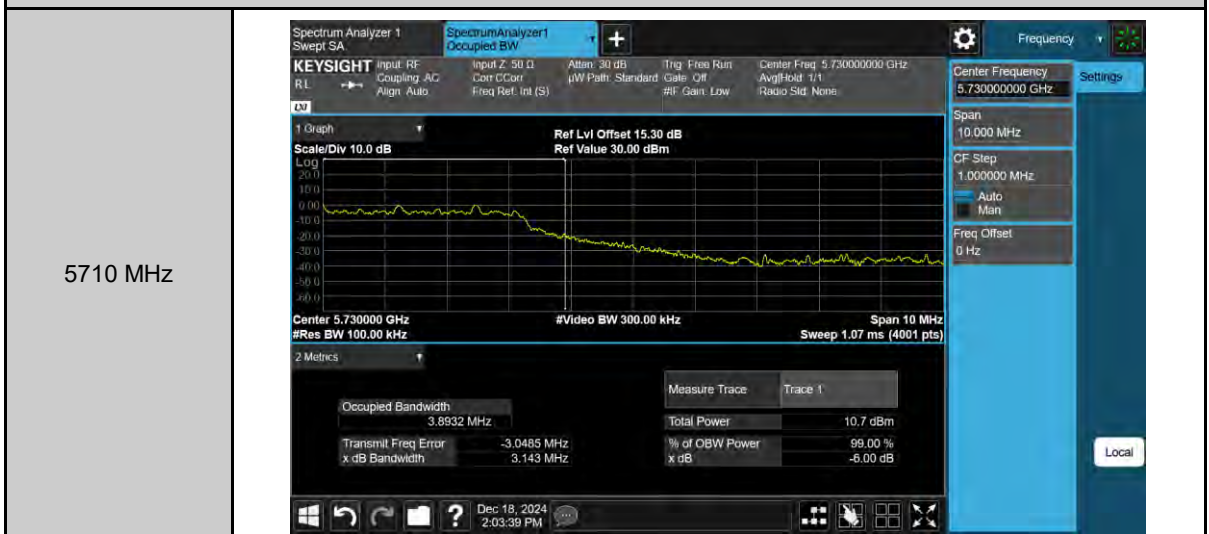 5710 MHz
Spectrum Analyzer 1
Swept SA
SpectrumAnalyzer1
Occupied BW
Frequency
KEYSIGHT
RL
LXI
Input: RF
Coupling: AC
Align: Auto
Input Z: 50 Ω
Corr CCorr
Freq Ref: Int (S)
Atten: 30 dB
µW Path: Standard
Trig: Free Run
Gate: Off
#IF Gain: Low
Center Freq: 5.730000000 GHz
Avg|Hold: 1/1
Radio Std: None
Center Frequency
5.730000000 GHz
Settings
Span
10.000 MHz
CF Step
1.000000 MHz
Auto
Man
Freq Offset
0 Hz
Local
1 Graph
Scale/Div 10.0 dB
Ref Lvl Offset 15.30 dB
Ref Value 30.00 dBm
Log
20.0
10.0
0.00
-10.0
-20.0
-30.0
-40.0
-50.0
-60.0
Center 5.730000 GHz
#Video BW 300.00 kHz
Span 10 MHz
#Res BW 100.00 kHz
Sweep 1.07 ms (4001 pts)
2 Metrics
Measure Trace
Trace 1
Occupied Bandwidth
3.8932 MHz
Total Power
10.7 dBm
Transmit Freq Error
-3.0485 MHz
% of OBW Power
99.00 %
x dB Bandwidth
3.143 MHz
x dB
-6.00 dB
?
Dec 18, 2024
2:03:39 PM